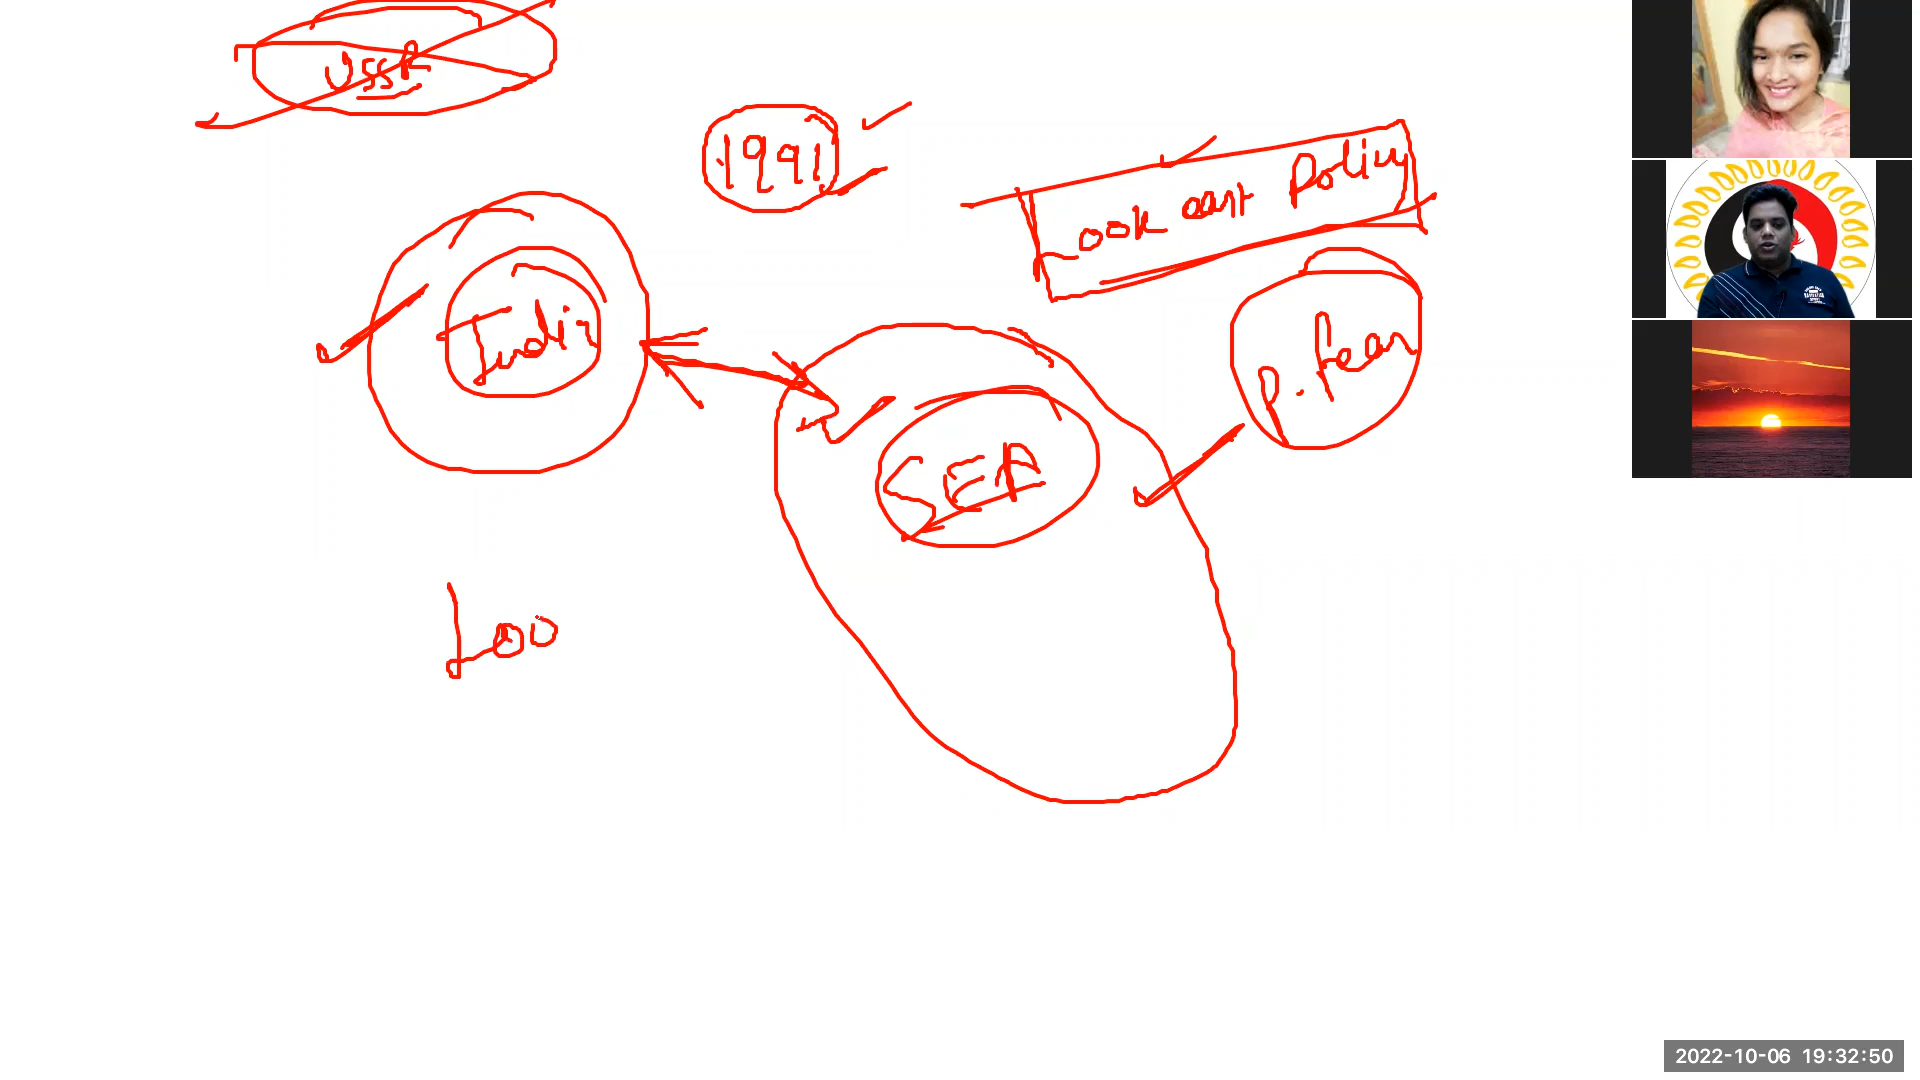 USSR
1991
Look east Policy
India
P. fear
SEA
Loo
2022-10-06 19:32:50